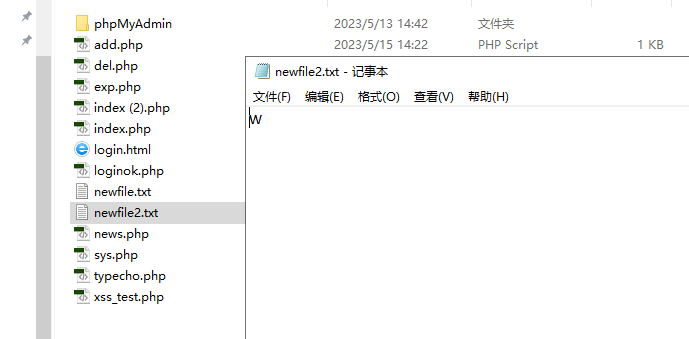 phpMyAdmin 2023/5/13 14:42 文件夹
add.php 2023/5/15 14:22 PHP Script 1 KB
del.php
exp.php
index (2).php
index.php
login.html
loginok.php
newfile.txt
newfile2.txt
news.php
sys.php
typecho.php
xss_test.php
newfile2.txt - 记事本
文件(F) 编辑(E) 格式(O) 查看(V) 帮助(H)
W